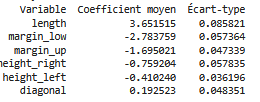 Variable Coefficient moyen Écart-type
length 3.651515 0.085821
margin_low -2.783759 0.057364
margin_up -1.695021 0.047339
height_right -0.759204 0.057835
height_left -0.410240 0.036196
diagonal 0.192523 0.048351